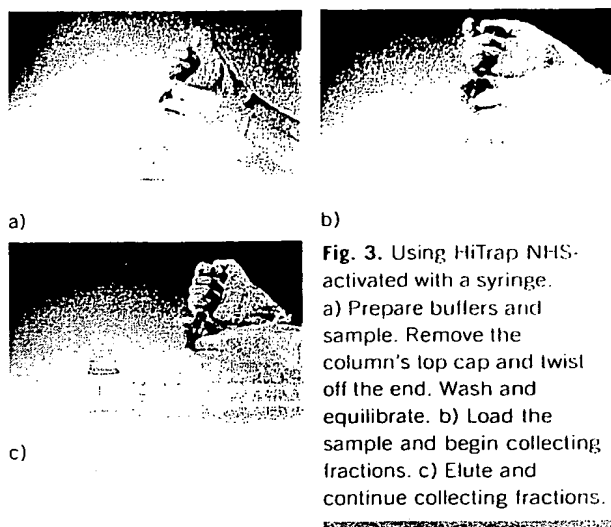 a)
b)
Fig. 3. Using HiTrap NHS-
activated with a syringe.
a) Prepare buffers and
sample. Remove the
column's top cap and twist
off the end. Wash and
equilibrate. b) Load the
sample and begin collecting
fractions. c) Elute and
continue collecting fractions.
c)